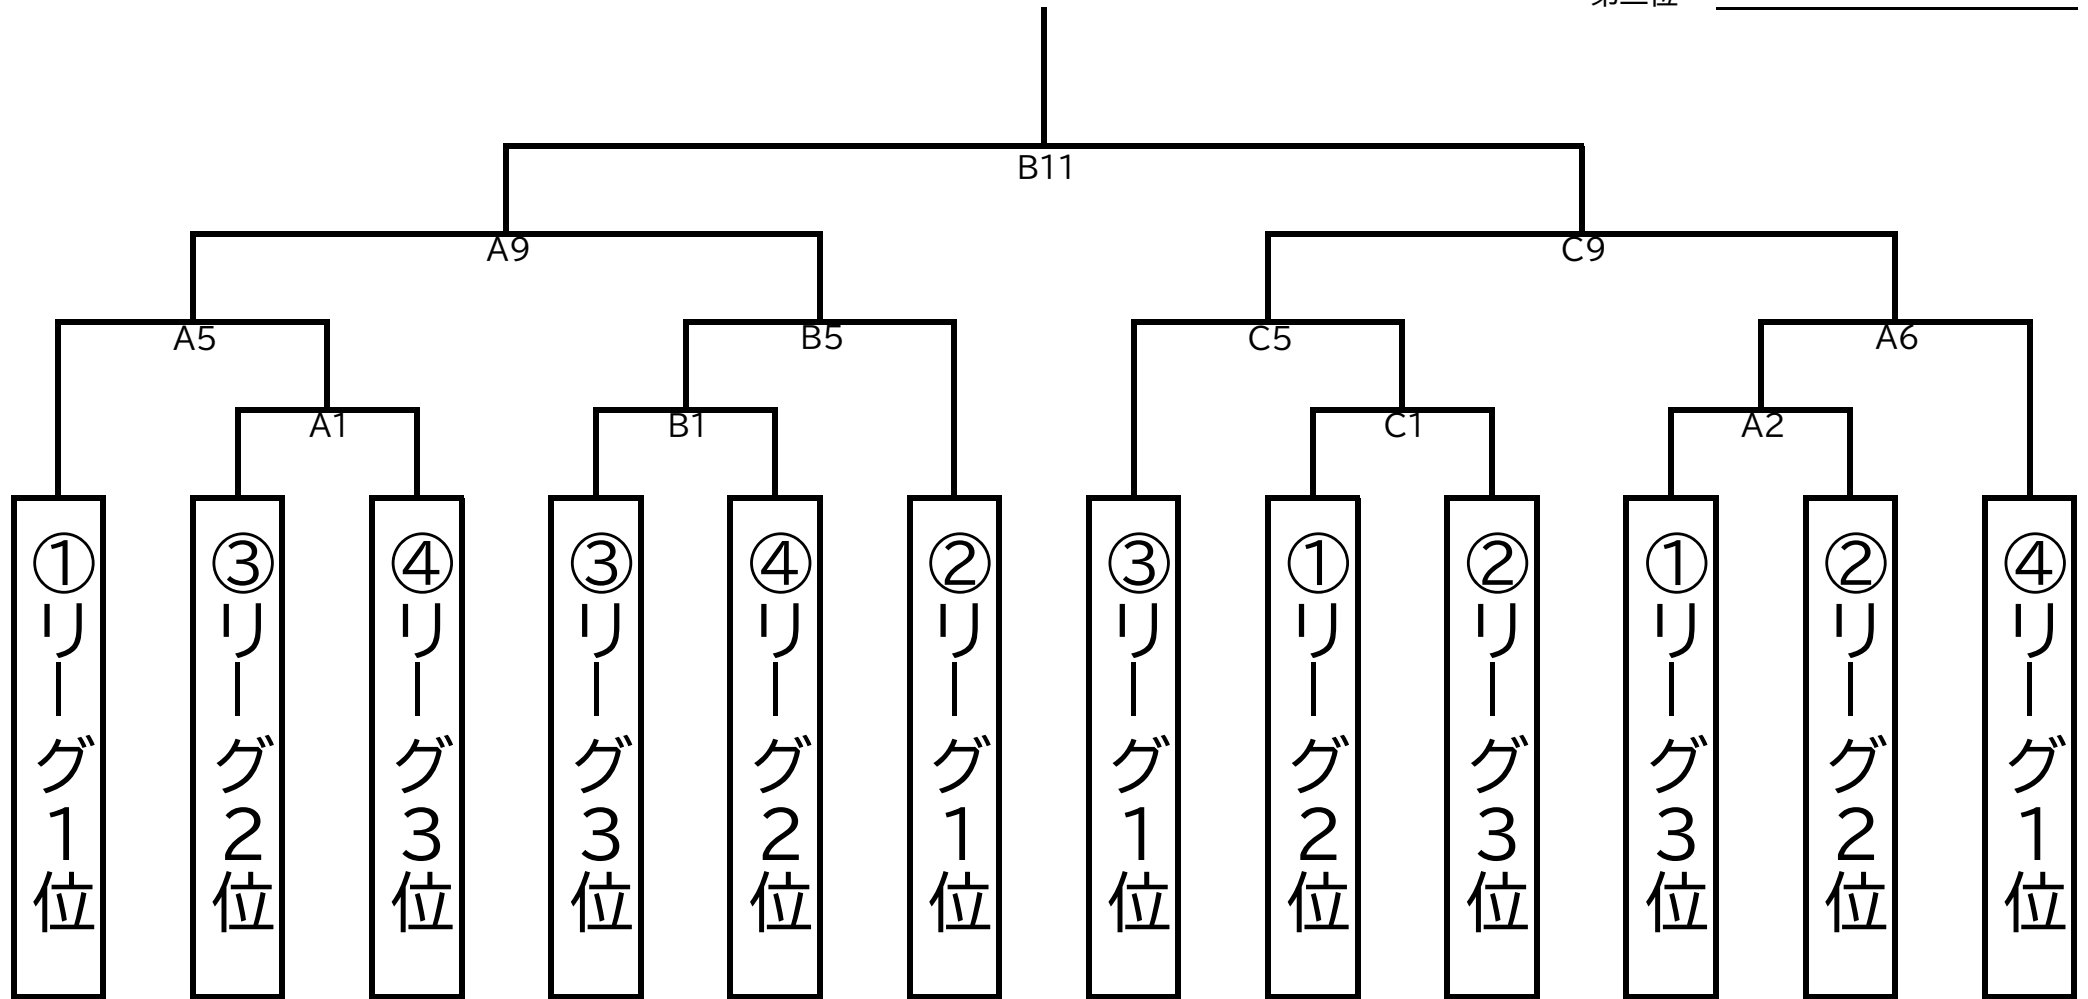 B11
A9
C9
A5
B5
C5
A6
A1
B1
C1
A2
①リーグ1位
③リーグ2位
④リーグ3位
③リーグ3位
④リーグ2位
②リーグ1位
③リーグ1位
①リーグ2位
②リーグ3位
①リーグ3位
②リーグ2位
④リーグ1位